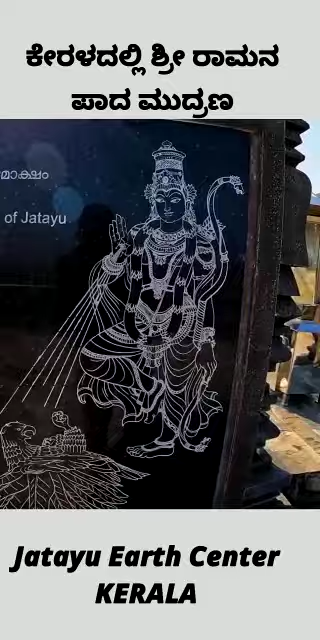 ಕೇರಳದಲ್ಲಿ ಶ್ರೀ ರಾಮನ
ಪಾದ ಮುದ್ರಣ
മോക്ഷം
of Jatayu
Jatayu Earth Center
KERALA